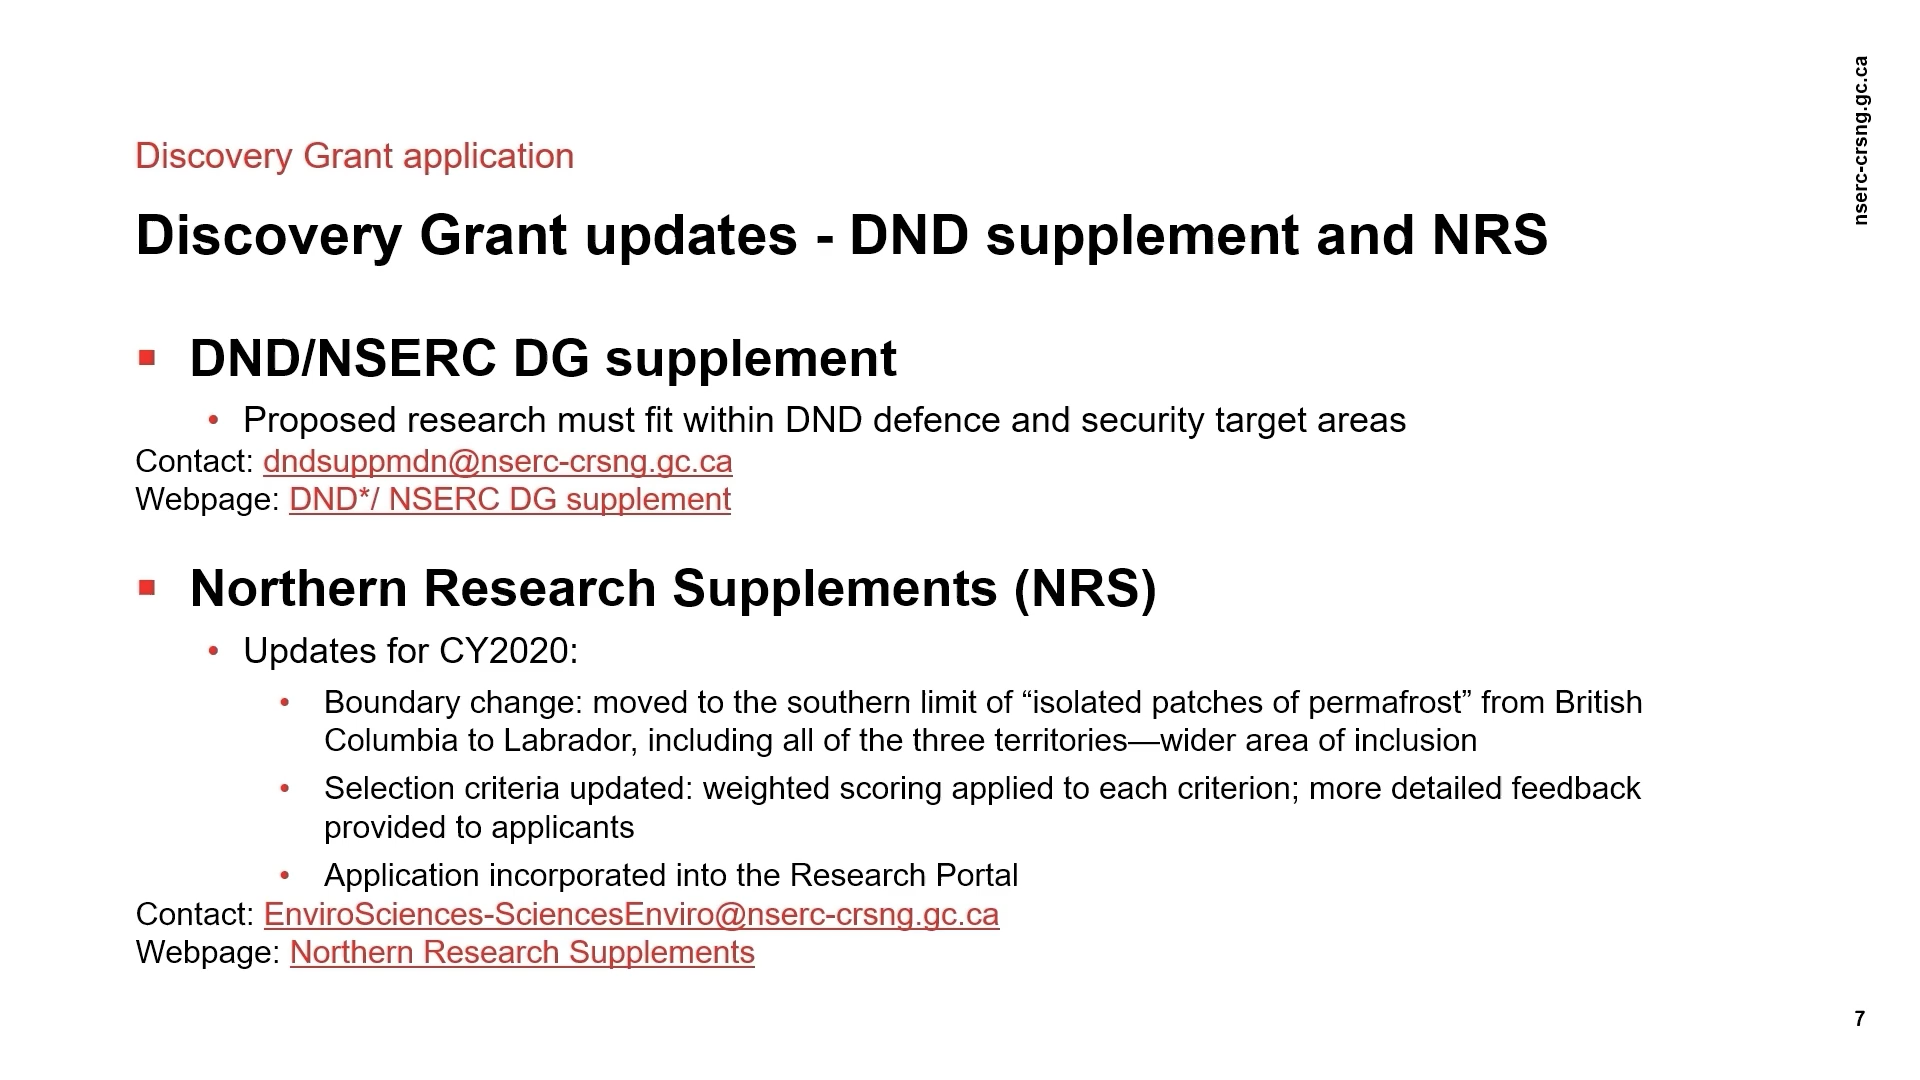 nserc-crsng.gc.ca
Discovery Grant application
Discovery Grant updates - DND supplement and NRS
▪ DND/NSERC DG supplement
• Proposed research must fit within DND defence and security target areas
Contact: dndsuppmdn@nserc-crsng.gc.ca
Webpage: DND*/ NSERC DG supplement
▪ Northern Research Supplements (NRS)
• Updates for CY2020:
• Boundary change: moved to the southern limit of “isolated patches of permafrost” from British
Columbia to Labrador, including all of the three territories—wider area of inclusion
• Selection criteria updated: weighted scoring applied to each criterion; more detailed feedback
provided to applicants
• Application incorporated into the Research Portal
Contact: EnviroSciences-SciencesEnviro@nserc-crsng.gc.ca
Webpage: Northern Research Supplements
7